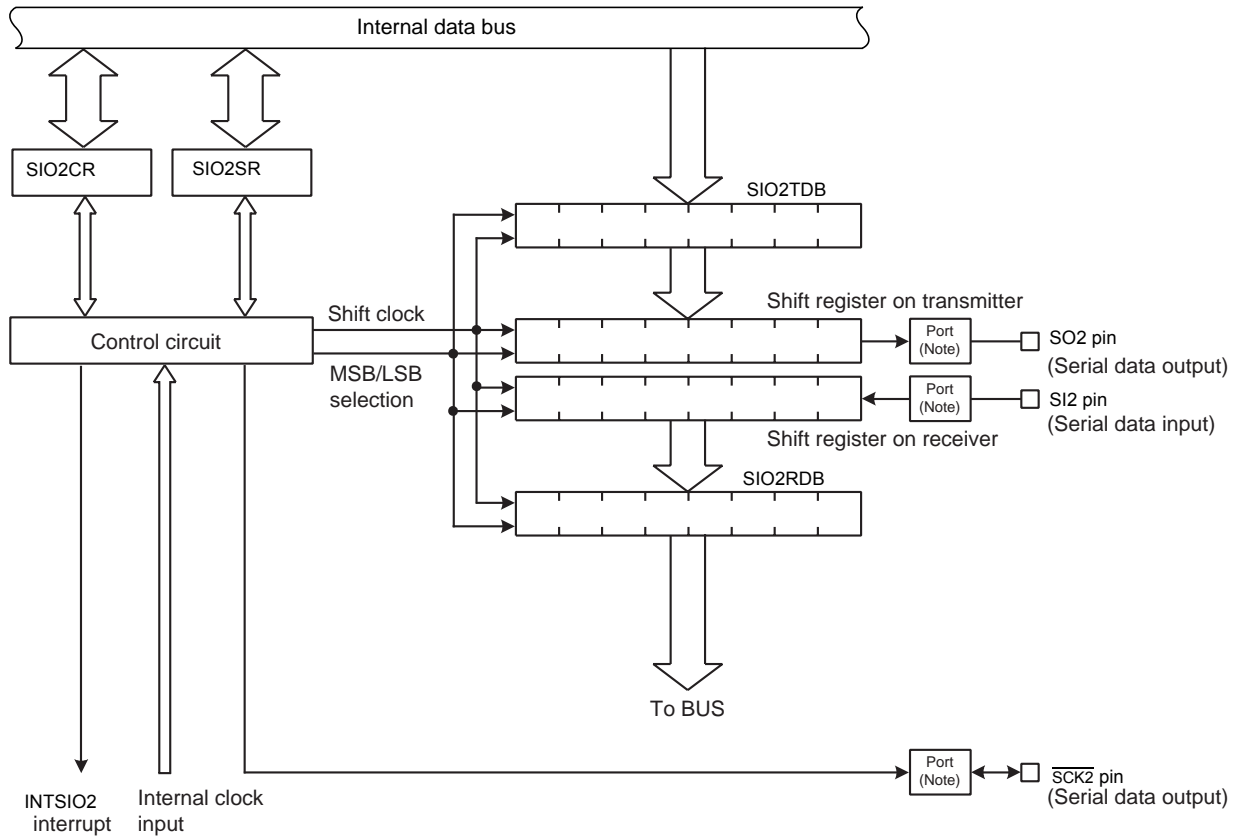 Internal data bus
SIO2CR
SIO2SR
SIO2TDB
Shift clock
Shift register on transmitter
Control circuit
Port
(Note)
SO2 pin
(Serial data output)
MSB/LSB
selection
Port
(Note)
SI2 pin
(Serial data input)
Shift register on receiver
SIO2RDB
To BUS
Port
(Note)
SCK2 pin
(Serial data output)
INTSIO2
interrupt
Internal clock
input